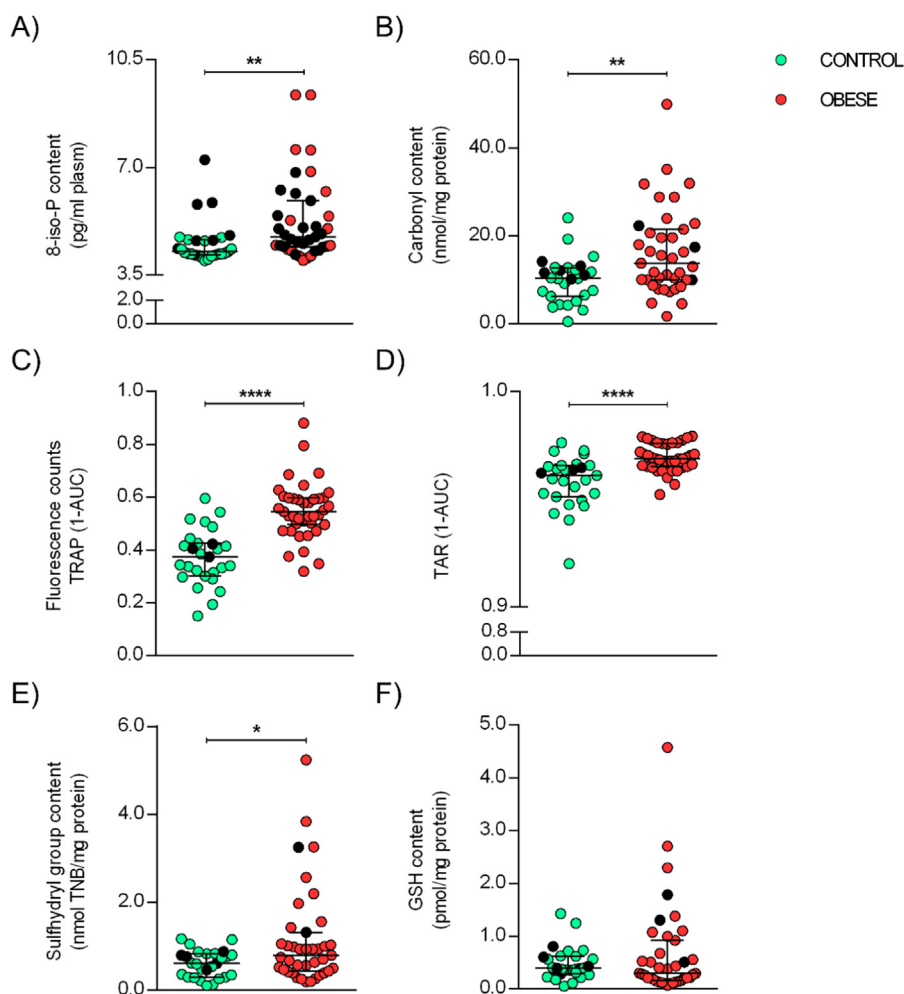 A)
8-iso-P content
(pg/ml plasm)
10.5
7.0
3.5
2.0
0.0
**
B)
Carbonyl content
(nmol/mg protein)
60.0
40.0
20.0
0.0
**
CONTROL
OBESE
C)
Fluorescence counts
TRAP (1-AUC)
1.0
0.8
0.6
0.4
0.2
0.0
****
D)
TAR (1-AUC)
1.0
0.9
0.8
0.0
****
E)
Sulfhydryl group content
(nmol TNB/mg protein)
6.0
4.0
2.0
0.0
*
F)
GSH content
(pmol/mg protein)
5.0
4.0
3.0
2.0
1.0
0.0